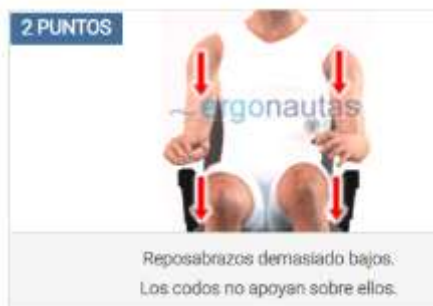 2 PUNTOS
ergonautas
Reposabrazos demasiado bajos.
Los codos no apoyan sobre ellos.